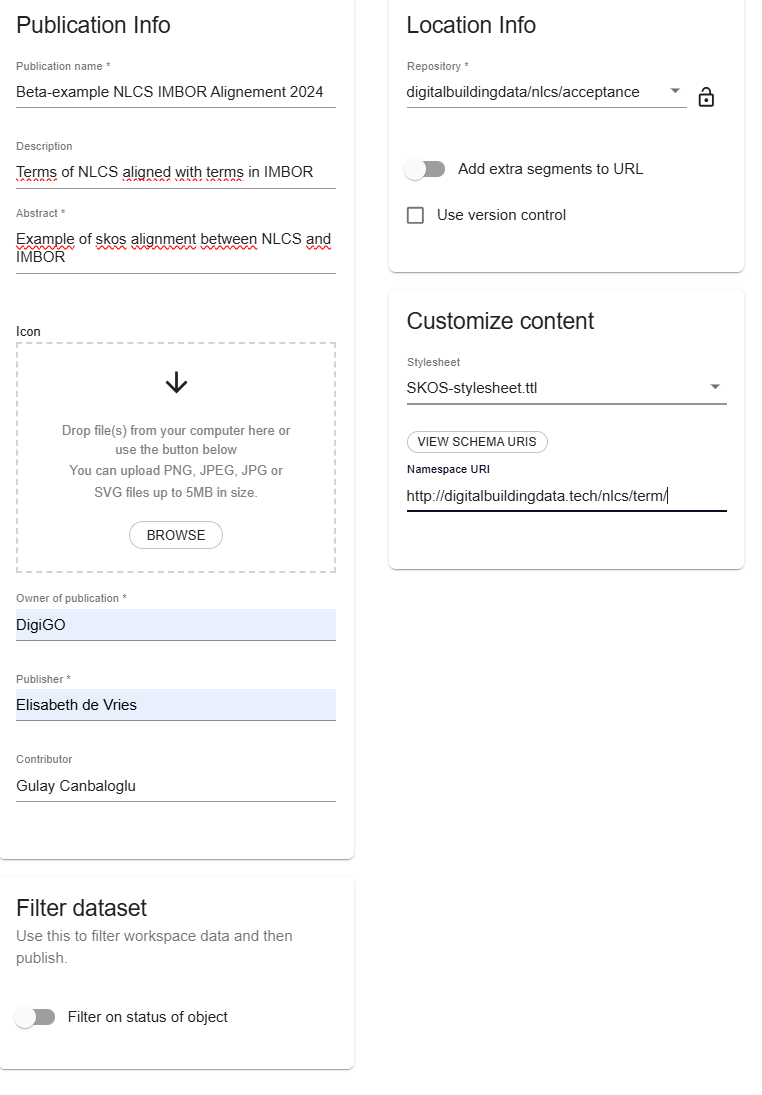 Publication Info
Publication name *
Beta-example NLCS IMBOR Alignement 2024
Description
Terms of NLCS aligned with terms in IMBOR
Abstract *
Example of skos alignment between NLCS and
IMBOR
Icon
Drop file(s) from your computer here or
use the button below
You can upload PNG, JPEG, JPG or
SVG files up to 5MB in size.
BROWSE
Owner of publication *
DigiGO
Publisher *
Elisabeth de Vries
Contributor
Gulay Canbaloglu
Filter dataset
Use this to filter workspace data and then
publish.
Filter on status of object
Location Info
Repository *
digitalbuildingdata/nlcs/acceptance
Add extra segments to URL
Use version control
Customize content
Stylesheet
SKOS-stylesheet.ttl
VIEW SCHEMA URIS
Namespace URI
http://digitalbuildingdata.tech/nlcs/term/